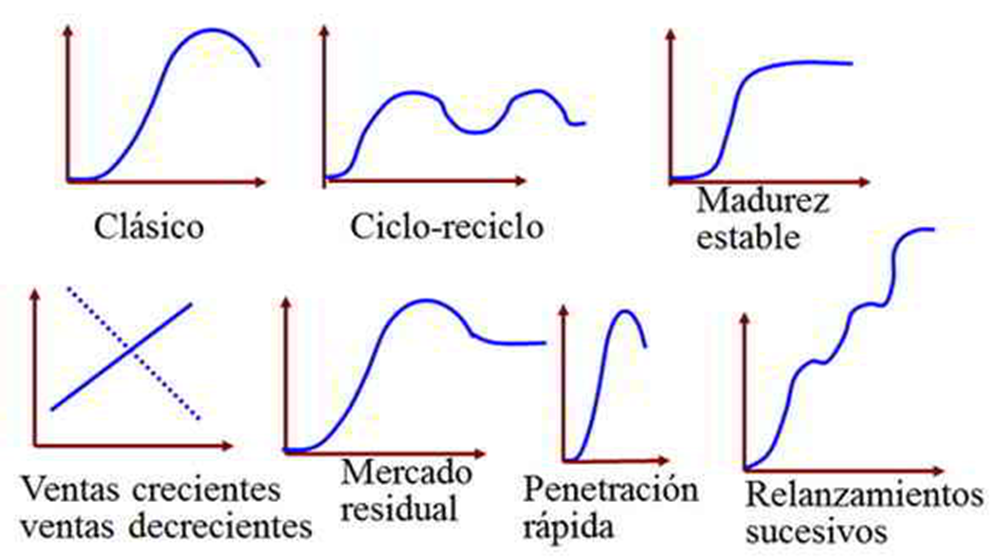 Clásico
Ciclo-reciclo
Madurez
estable
Ventas crecientes
ventas decrecientes
Mercado
residual
Penetración
rápida
Relanzamientos
sucesivos